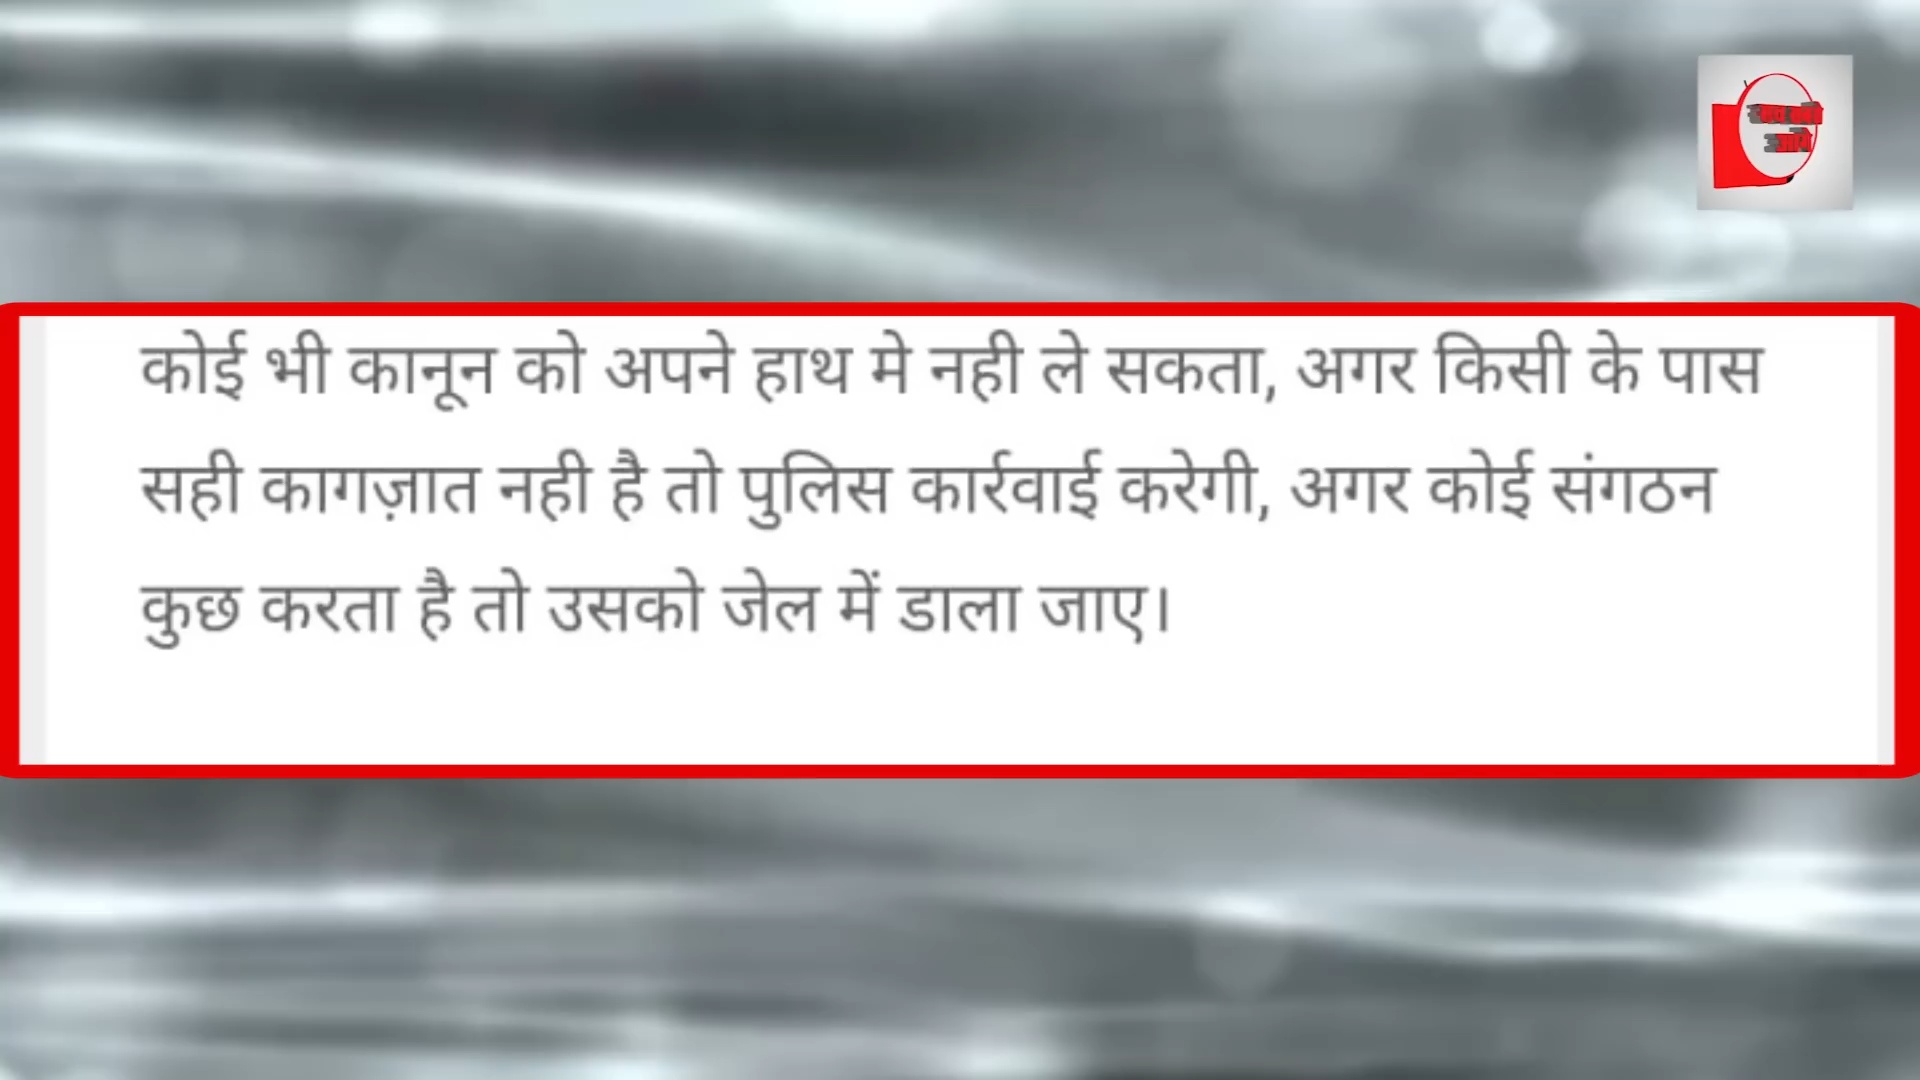 कोई भी कानून को अपने हाथ मे नही ले सकता, अगर किसी के पास
सही कागज़ात नही है तो पुलिस कार्रवाई करेगी, अगर कोई संगठन
कुछ करता है तो उसको जेल में डाला जाए।